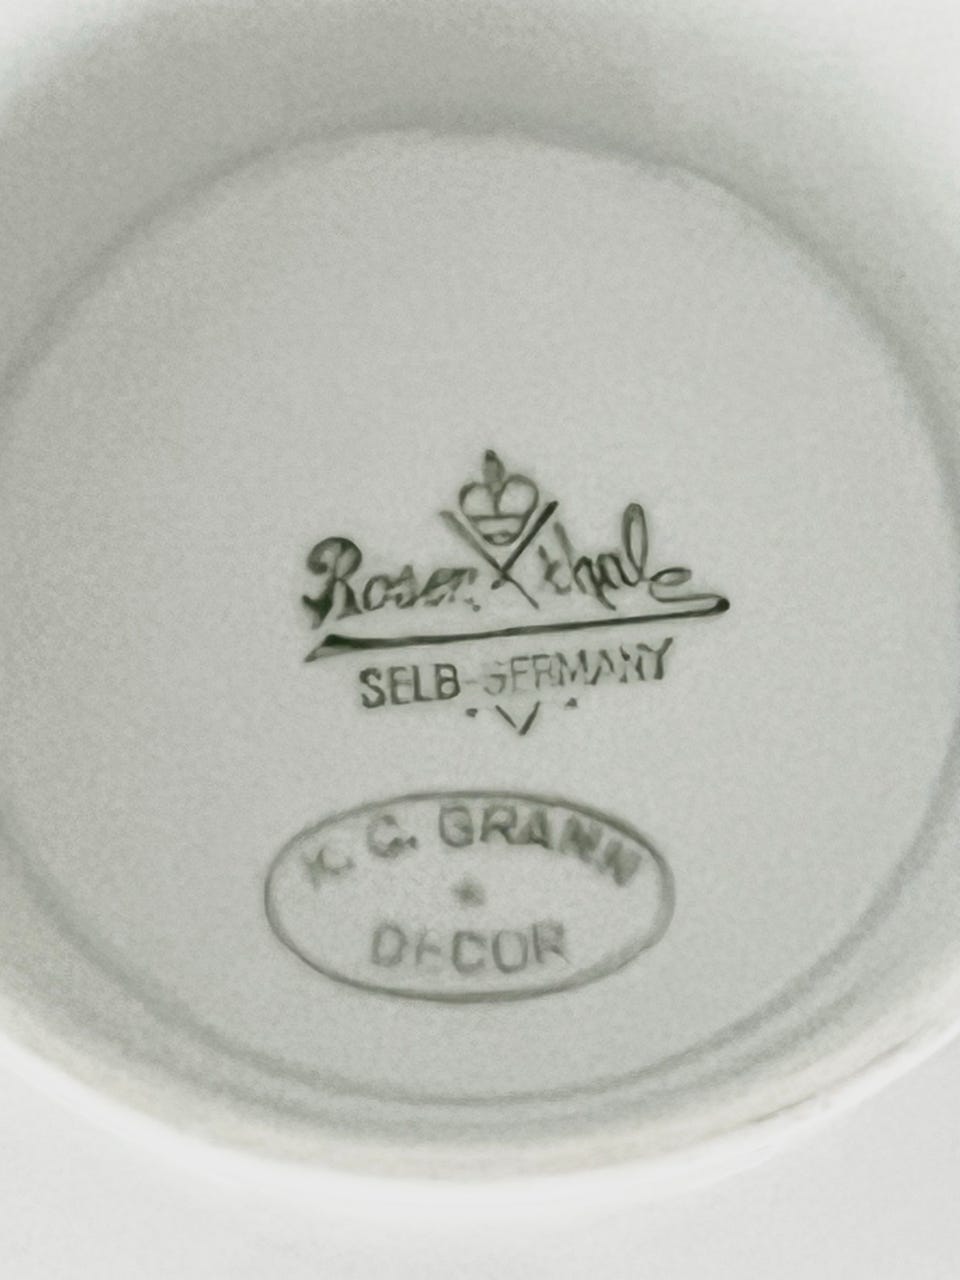 Rosenthal
SELB-GERMANY
K. G. GRANN
DECOR